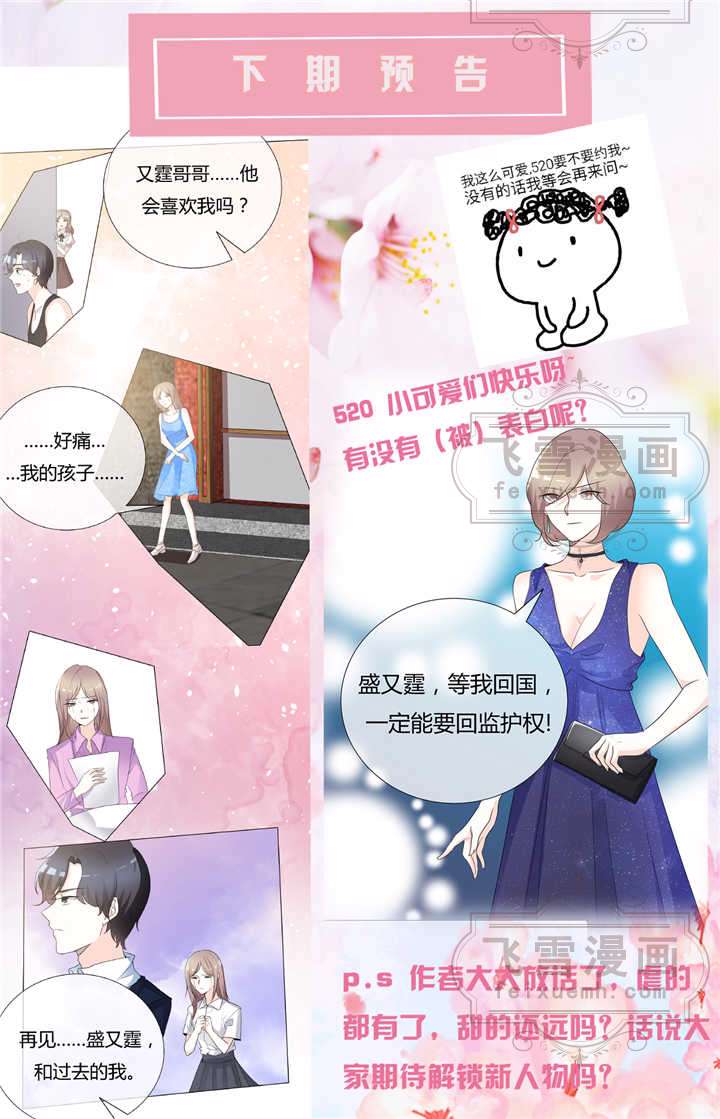 下期预告
又霆哥哥……他
会喜欢我吗？
我这么可爱,520要不要约我~
没有的话我等会再来问~
520 小可爱们快乐呀~
有没有（被）表白呢？
……好痛…
…我的孩子……
飞雪漫画
feixuemh.com
盛又霆，等我回国，
一定能要回监护权!
再见……盛又霆，
和过去的我。
飞雪漫画
feixuemh.com
p.s 作者大大放话了，虐的
都有了，甜的还远吗？话说大
家期待解锁新人物吗？